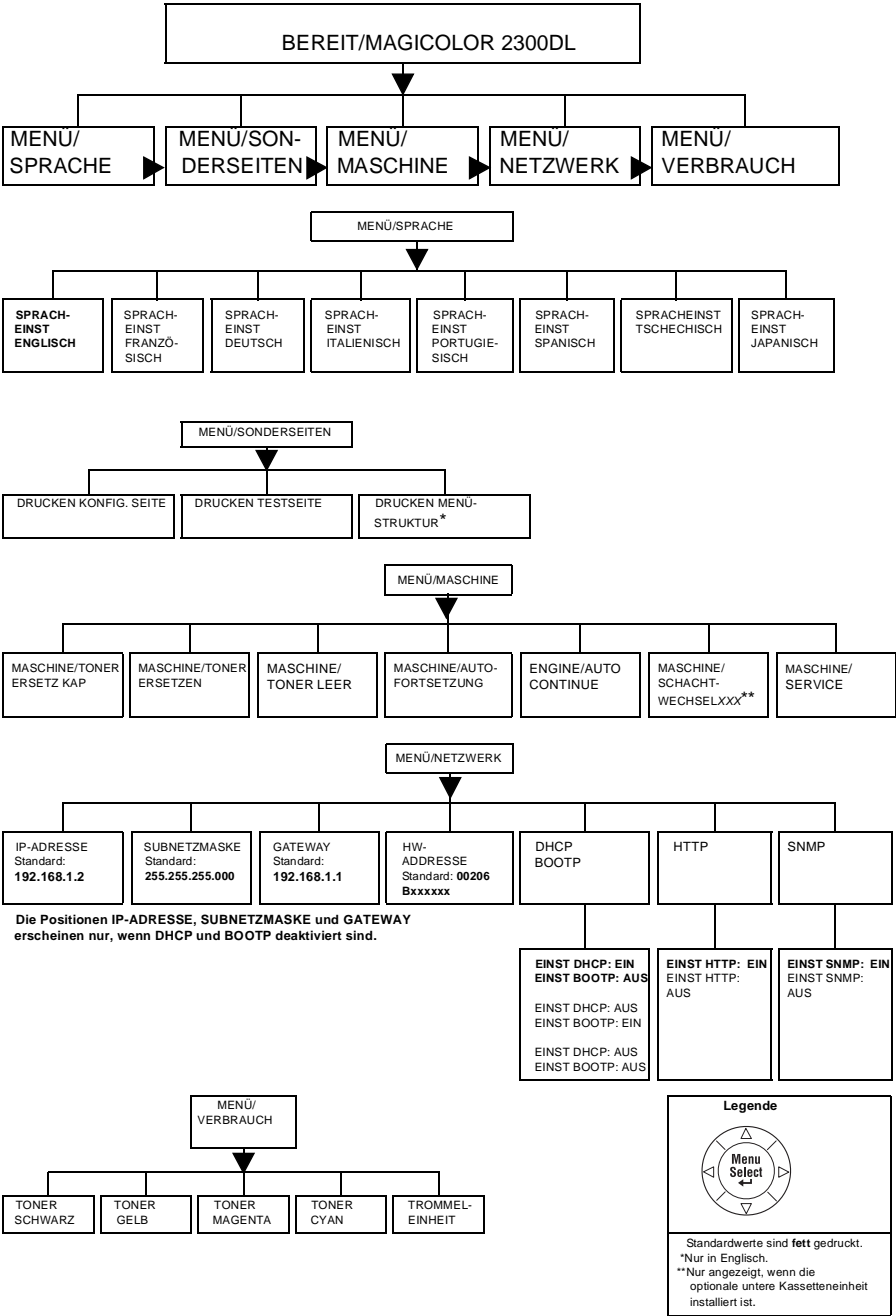 BEREIT/MAGICOLOR 2300DL
MENÜ/
SPRACHE
MENÜ/SON-
DERSEITEN
MENÜ/
MASCHINE
MENÜ/
NETZWERK
MENÜ/
VERBRAUCH
MENÜ/SPRACHE
SPRACH-
EINST
ENGLISCH
SPRACH-
EINST
FRANZÖ-
SISCH
SPRACH-
EINST
DEUTSCH
SPRACH-
EINST
ITALIENISCH
SPRACH-
EINST
PORTUGIE-
SISCH
SPRACH-
EINST
SPANISCH
SPRACHEINST
TSCHECHISCH
SPRACH-
EINST
JAPANISCH
MENÜ/SONDERSEITEN
DRUCKEN KONFIG. SEITE
DRUCKEN TESTSEITE
DRUCKEN MENÜ-
STRUKTUR*
MENÜ/MASCHINE
MASCHINE/TONER
ERSETZ KAP
MASCHINE/TONER
ERSETZEN
MASCHINE/
TONER LEER
MASCHINE/AUTO-
FORTSETZUNG
ENGINE/AUTO
CONTINUE
MASCHINE/
SCHACHT-
WECHSELXXX**
MASCHINE/
SERVICE
MENÜ/NETZWERK
IP-ADRESSE
Standard:
192.168.1.2
SUBNETZMASKE
Standard:
255.255.255.000
GATEWAY
Standard:
192.168.1.1
HW-
ADDRESSE
Standard: 00206
Bxxxxxx
DHCP
BOOTP
HTTP
SNMP
Die Positionen IP-ADRESSE, SUBNETZMASKE und GATEWAY
erscheinen nur, wenn DHCP und BOOTP deaktiviert sind.
EINST DHCP: EIN
EINST BOOTP: AUS
EINST DHCP: AUS
EINST BOOTP: EIN
EINST DHCP: AUS
EINST BOOTP: AUS
EINST HTTP: EIN
EINST HTTP:
AUS
EINST SNMP: EIN
EINST SNMP:
AUS
MENÜ/
VERBRAUCH
TONER
SCHWARZ
TONER
GELB
TONER
MAGENTA
TONER
CYAN
TROMMEL-
EINHEIT
Legende
Menu
Select
Standardwerte sind fett gedruckt.
*Nur in Englisch.
**Nur angezeigt, wenn die
optionale untere Kassetteneinheit
installiert ist.